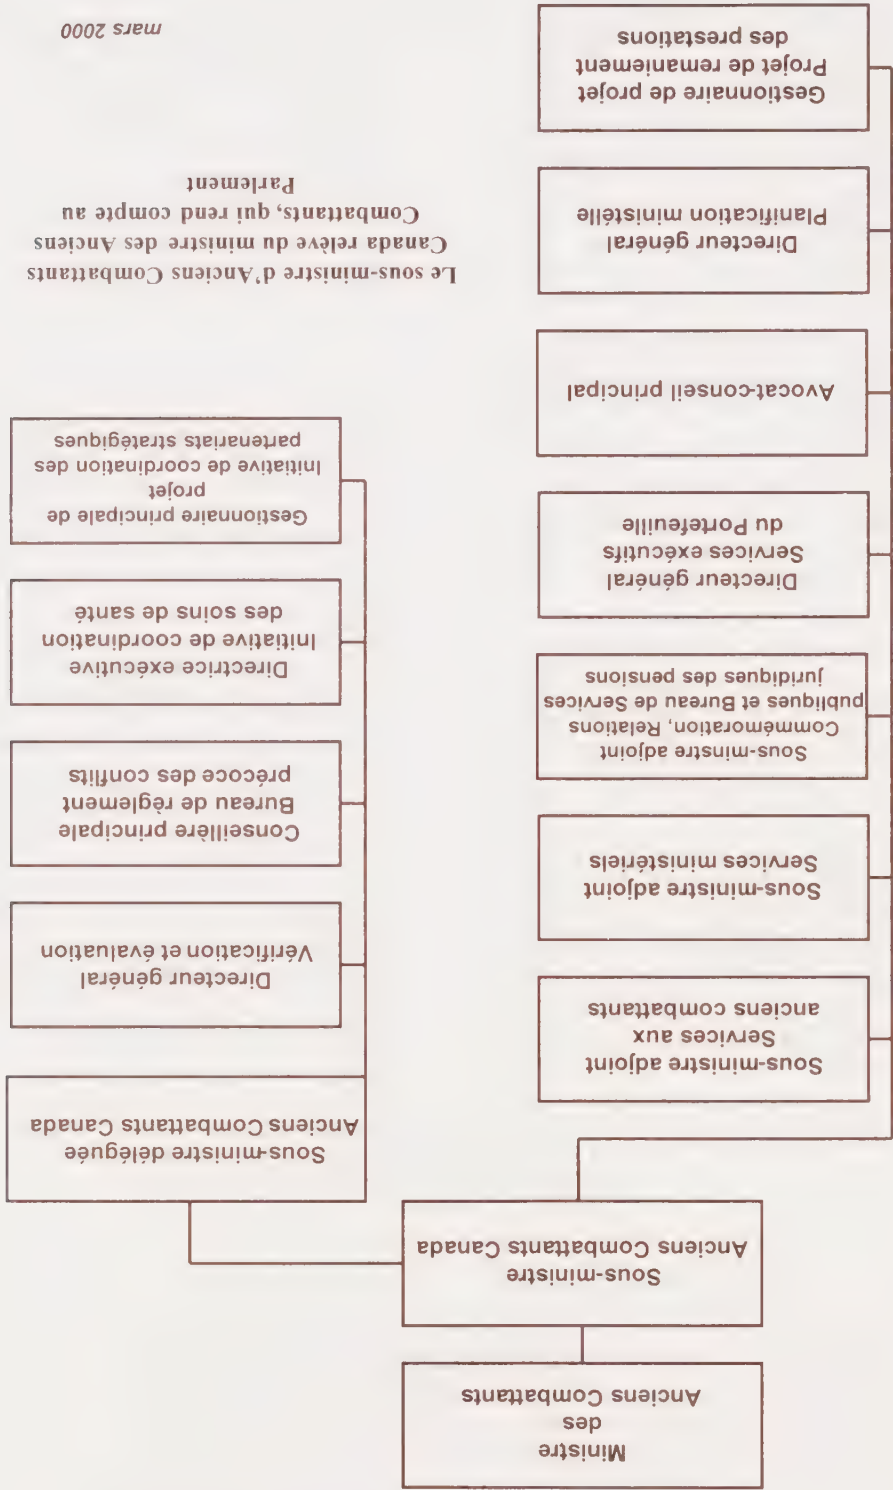 Ministre
des
Anciens Combattants
Sous-ministre
Anciens Combattants Canada
Sous-ministre adjoint
Services aux
anciens combattants
Sous-ministre adjoint
Services ministériels
Sous-minstre adjoint
Commémoration, Relations
publiques et Bureau de Services
juridiques des pensions
Directeur général
Services exécutifs
du Portefeuille
Avocat-conseil principal
Directeur général
Planification ministélle
Gestionnaire de projet
Projet de remaniement
des prestations
Sous-ministre déléguée
Anciens Combattants Canada
Directeur général
Vérification et évaluation
Conseillère principale
Bureau de règlement
précoce des conflits
Directrice exécutive
Initiative de coordination
des soins de santé
Gestionnaire principale de
projet
Initiative de coordination des
partenariats stratégiques
Le sous-ministre d'Anciens Combattants
Canada relève du ministre des Anciens
Combattants, qui rend compte au
Parlement
mars 2000